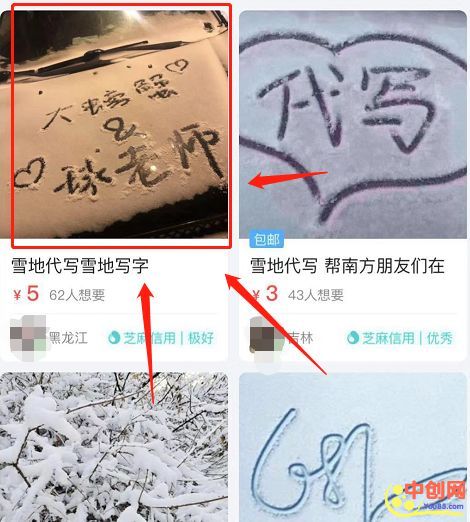 大螃蟹
&
球老师
代写
包邮
雪地代写雪地写字
雪地代写 帮南方朋友们在
¥ 5 62人想要
¥ 3 43人想要
黑龙江 芝麻信用 | 极好
吉林 芝麻信用 | 优秀
中创网